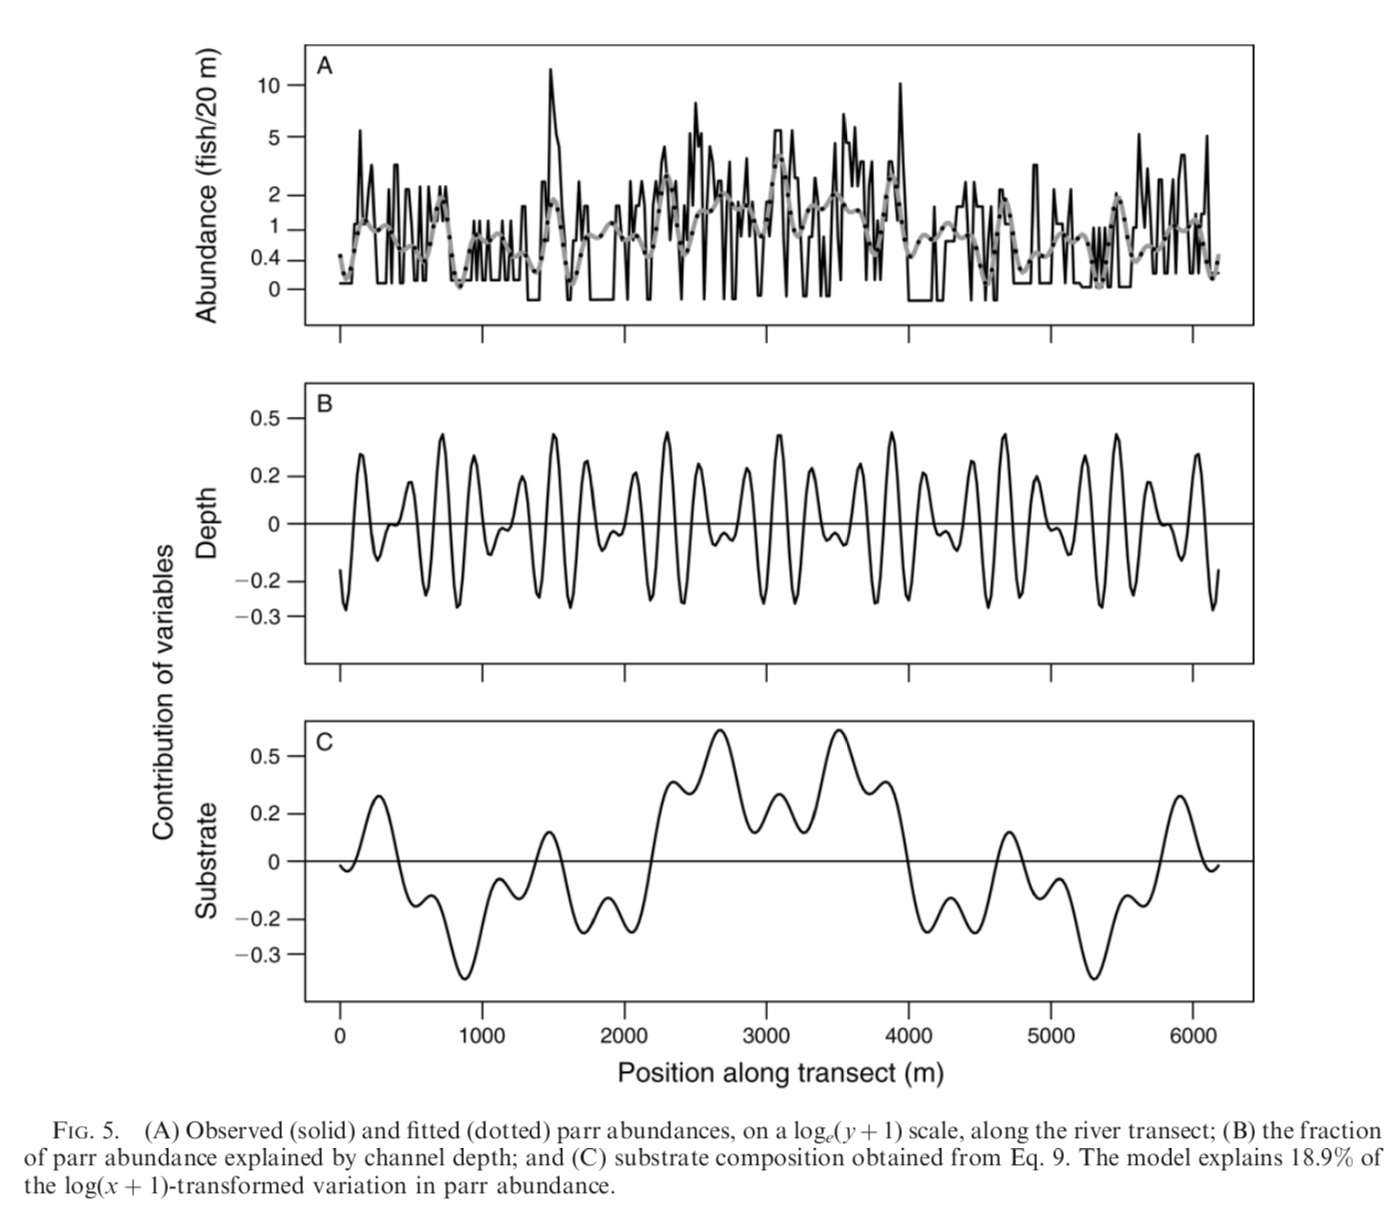 A
Abundance (fish/20 m)
10
5
2
1
0.4
0
B
Contribution of variables
Depth
0.5
0.2
0
−0.2
−0.3
C
Substrate
0.5
0.2
0
−0.2
−0.3
0 1000 2000 3000 4000 5000 6000
Position along transect (m)
FIG. 5. (A) Observed (solid) and fitted (dotted) parr abundances, on a loge(y + 1) scale, along the river transect; (B) the fraction
of parr abundance explained by channel depth; and (C) substrate composition obtained from Eq. 9. The model explains 18.9% of
the log(x + 1)-transformed variation in parr abundance.